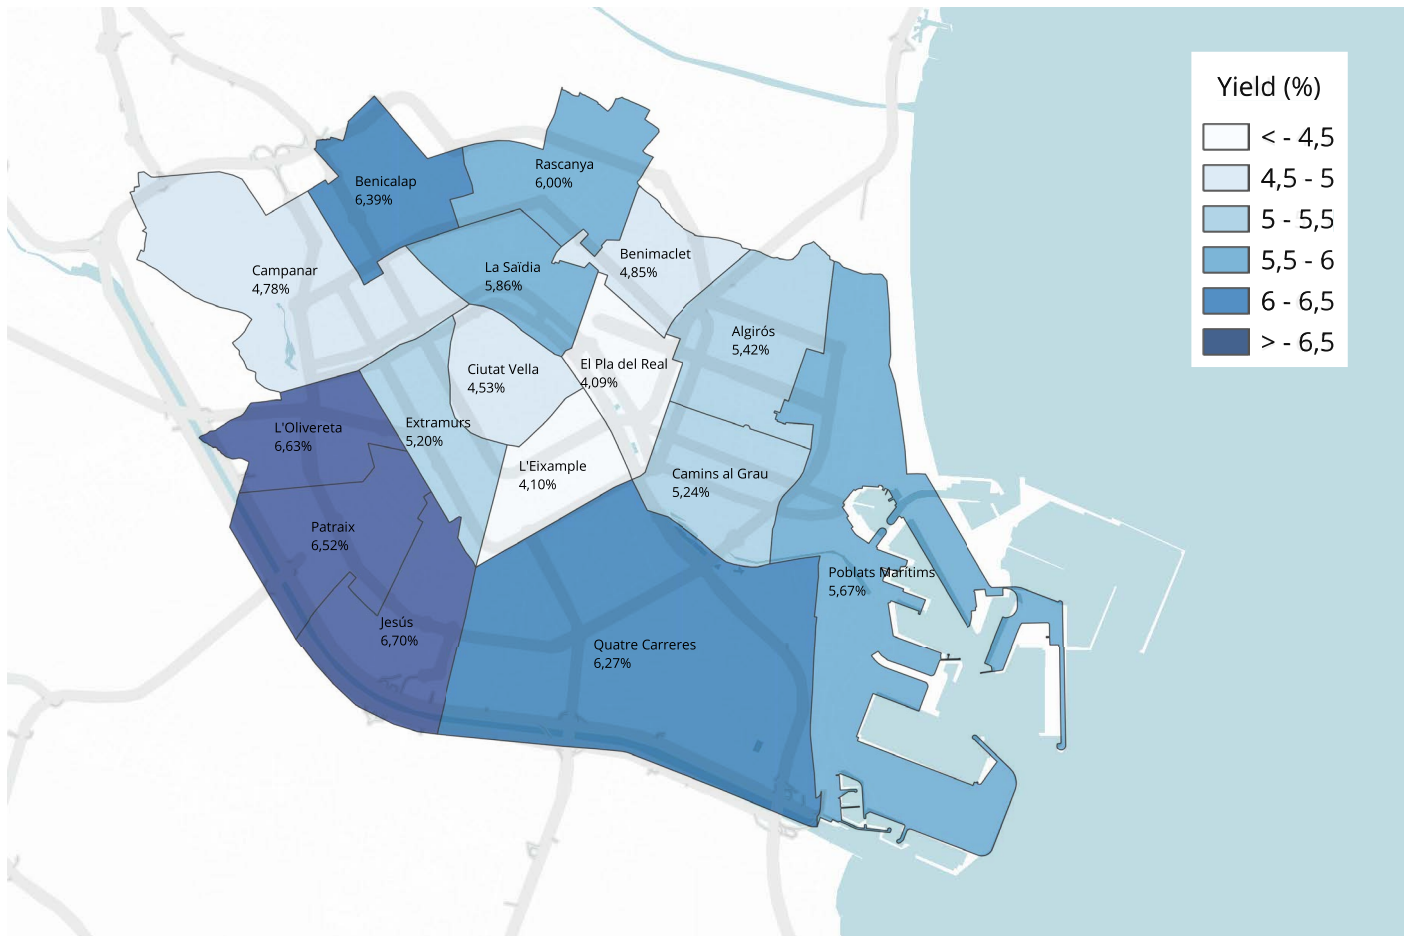 Yield (%)
< - 4,5
4,5 - 5
5 - 5,5
5,5 - 6
6 - 6,5
> - 6,5
Rascanya
6,00%
Benicalap
6,39%
Benimaclet
4,85%
La Saïdia
5,86%
Campanar
4,78%
Algirós
5,42%
El Pla del Real
4,09%
Ciutat Vella
4,53%
Extramurs
5,20%
L'Olivereta
6,63%
L'Eixample
4,10%
Camins al Grau
5,24%
Patraix
6,52%
Poblats Marítims
5,67%
Jesús
6,70%
Quatre Carreres
6,27%